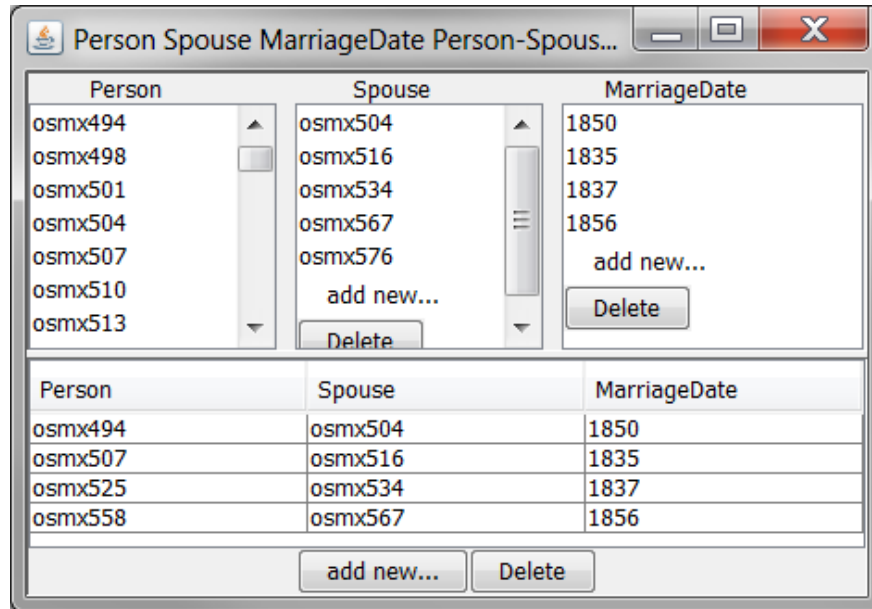 Person Spouse MarriageDate Person-Spous...
Person Spouse MarriageDate
osmx494 osmx504 1850
osmx498 osmx516 1835
osmx501 osmx534 1837
osmx504 osmx567 1856
osmx507 osmx576 add new...
osmx510 add new... Delete
osmx513 Delete
Person Spouse MarriageDate
osmx494 osmx504 1850
osmx507 osmx516 1835
osmx525 osmx534 1837
osmx558 osmx567 1856
add new... Delete